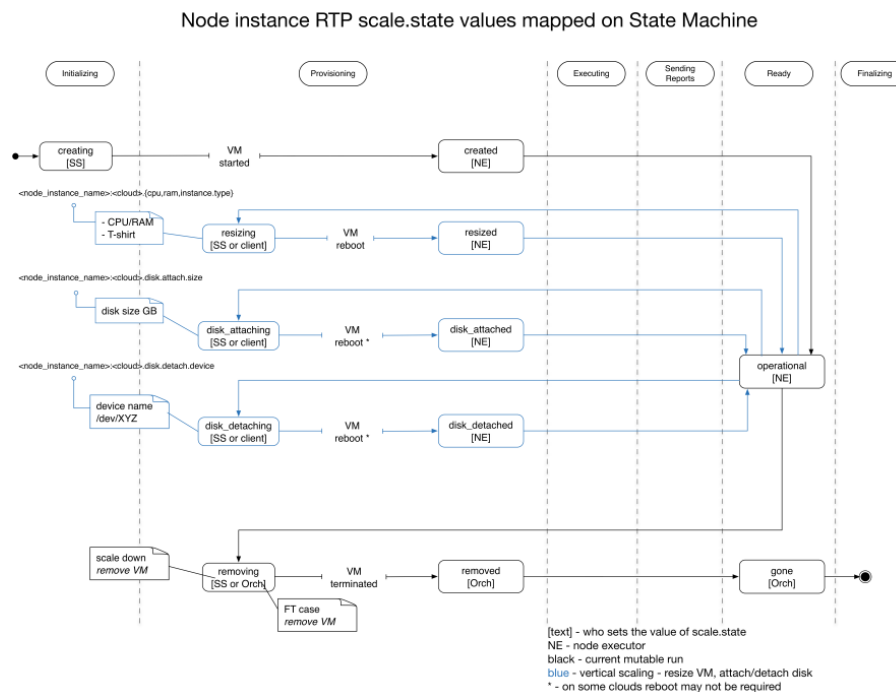 Node instance RTP scale.state values mapped on State Machine
Initializing
Provisioning
Executing
Sending
Reports
Ready
Finalizing
creating
[SS]
VM
started
created
[NE]
<node_instance_name>:<cloud>.{cpu,ram,instance.type}
- CPU/RAM
- T-shirt
resizing
[SS or client]
VM
reboot
resized
[NE]
<node_instance_name>:<cloud>.disk.attach.size
disk size GB
disk_attaching
[SS or client]
VM
reboot *
disk_attached
[NE]
operational
[NE]
<node_instance_name>:<cloud>.disk.detach.device
device name
/dev/XYZ
disk_detaching
[SS or client]
VM
reboot *
disk_detached
[NE]
scale down
remove VM
removing
[SS or Orch]
VM
terminated
removed
[Orch]
gone
[Orch]
FT case
remove VM
[text] - who sets the value of scale.state
NE - node executor
black - current mutable run
blue - vertical scaling - resize VM, attach/detach disk
* - on some clouds reboot may not be required